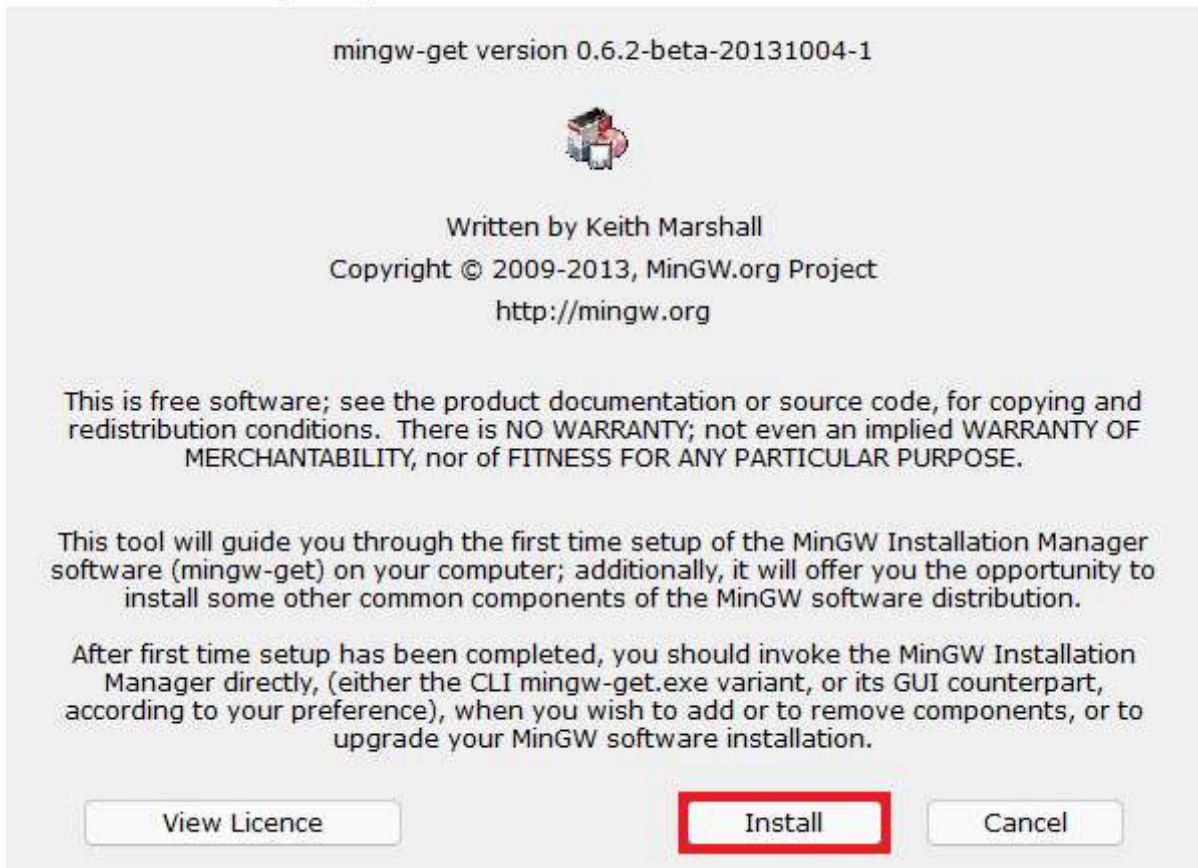 mingw-get version 0.6.2-beta-20131004-1
Written by Keith Marshall
Copyright © 2009-2013, MinGW.org Project
http://mingw.org
This is free software; see the product documentation or source code, for copying and
redistribution conditions.  There is NO WARRANTY; not even an implied WARRANTY OF
MERCHANTABILITY, nor of FITNESS FOR ANY PARTICULAR PURPOSE.
This tool will guide you through the first time setup of the MinGW Installation Manager
software (mingw-get) on your computer; additionally, it will offer you the opportunity to
install some other common components of the MinGW software distribution.
After first time setup has been completed, you should invoke the MinGW Installation
Manager directly, (either the CLI mingw-get.exe variant, or its GUI counterpart,
according to your preference), when you wish to add or to remove components, or to
upgrade your MinGW software installation.
View Licence Install Cancel